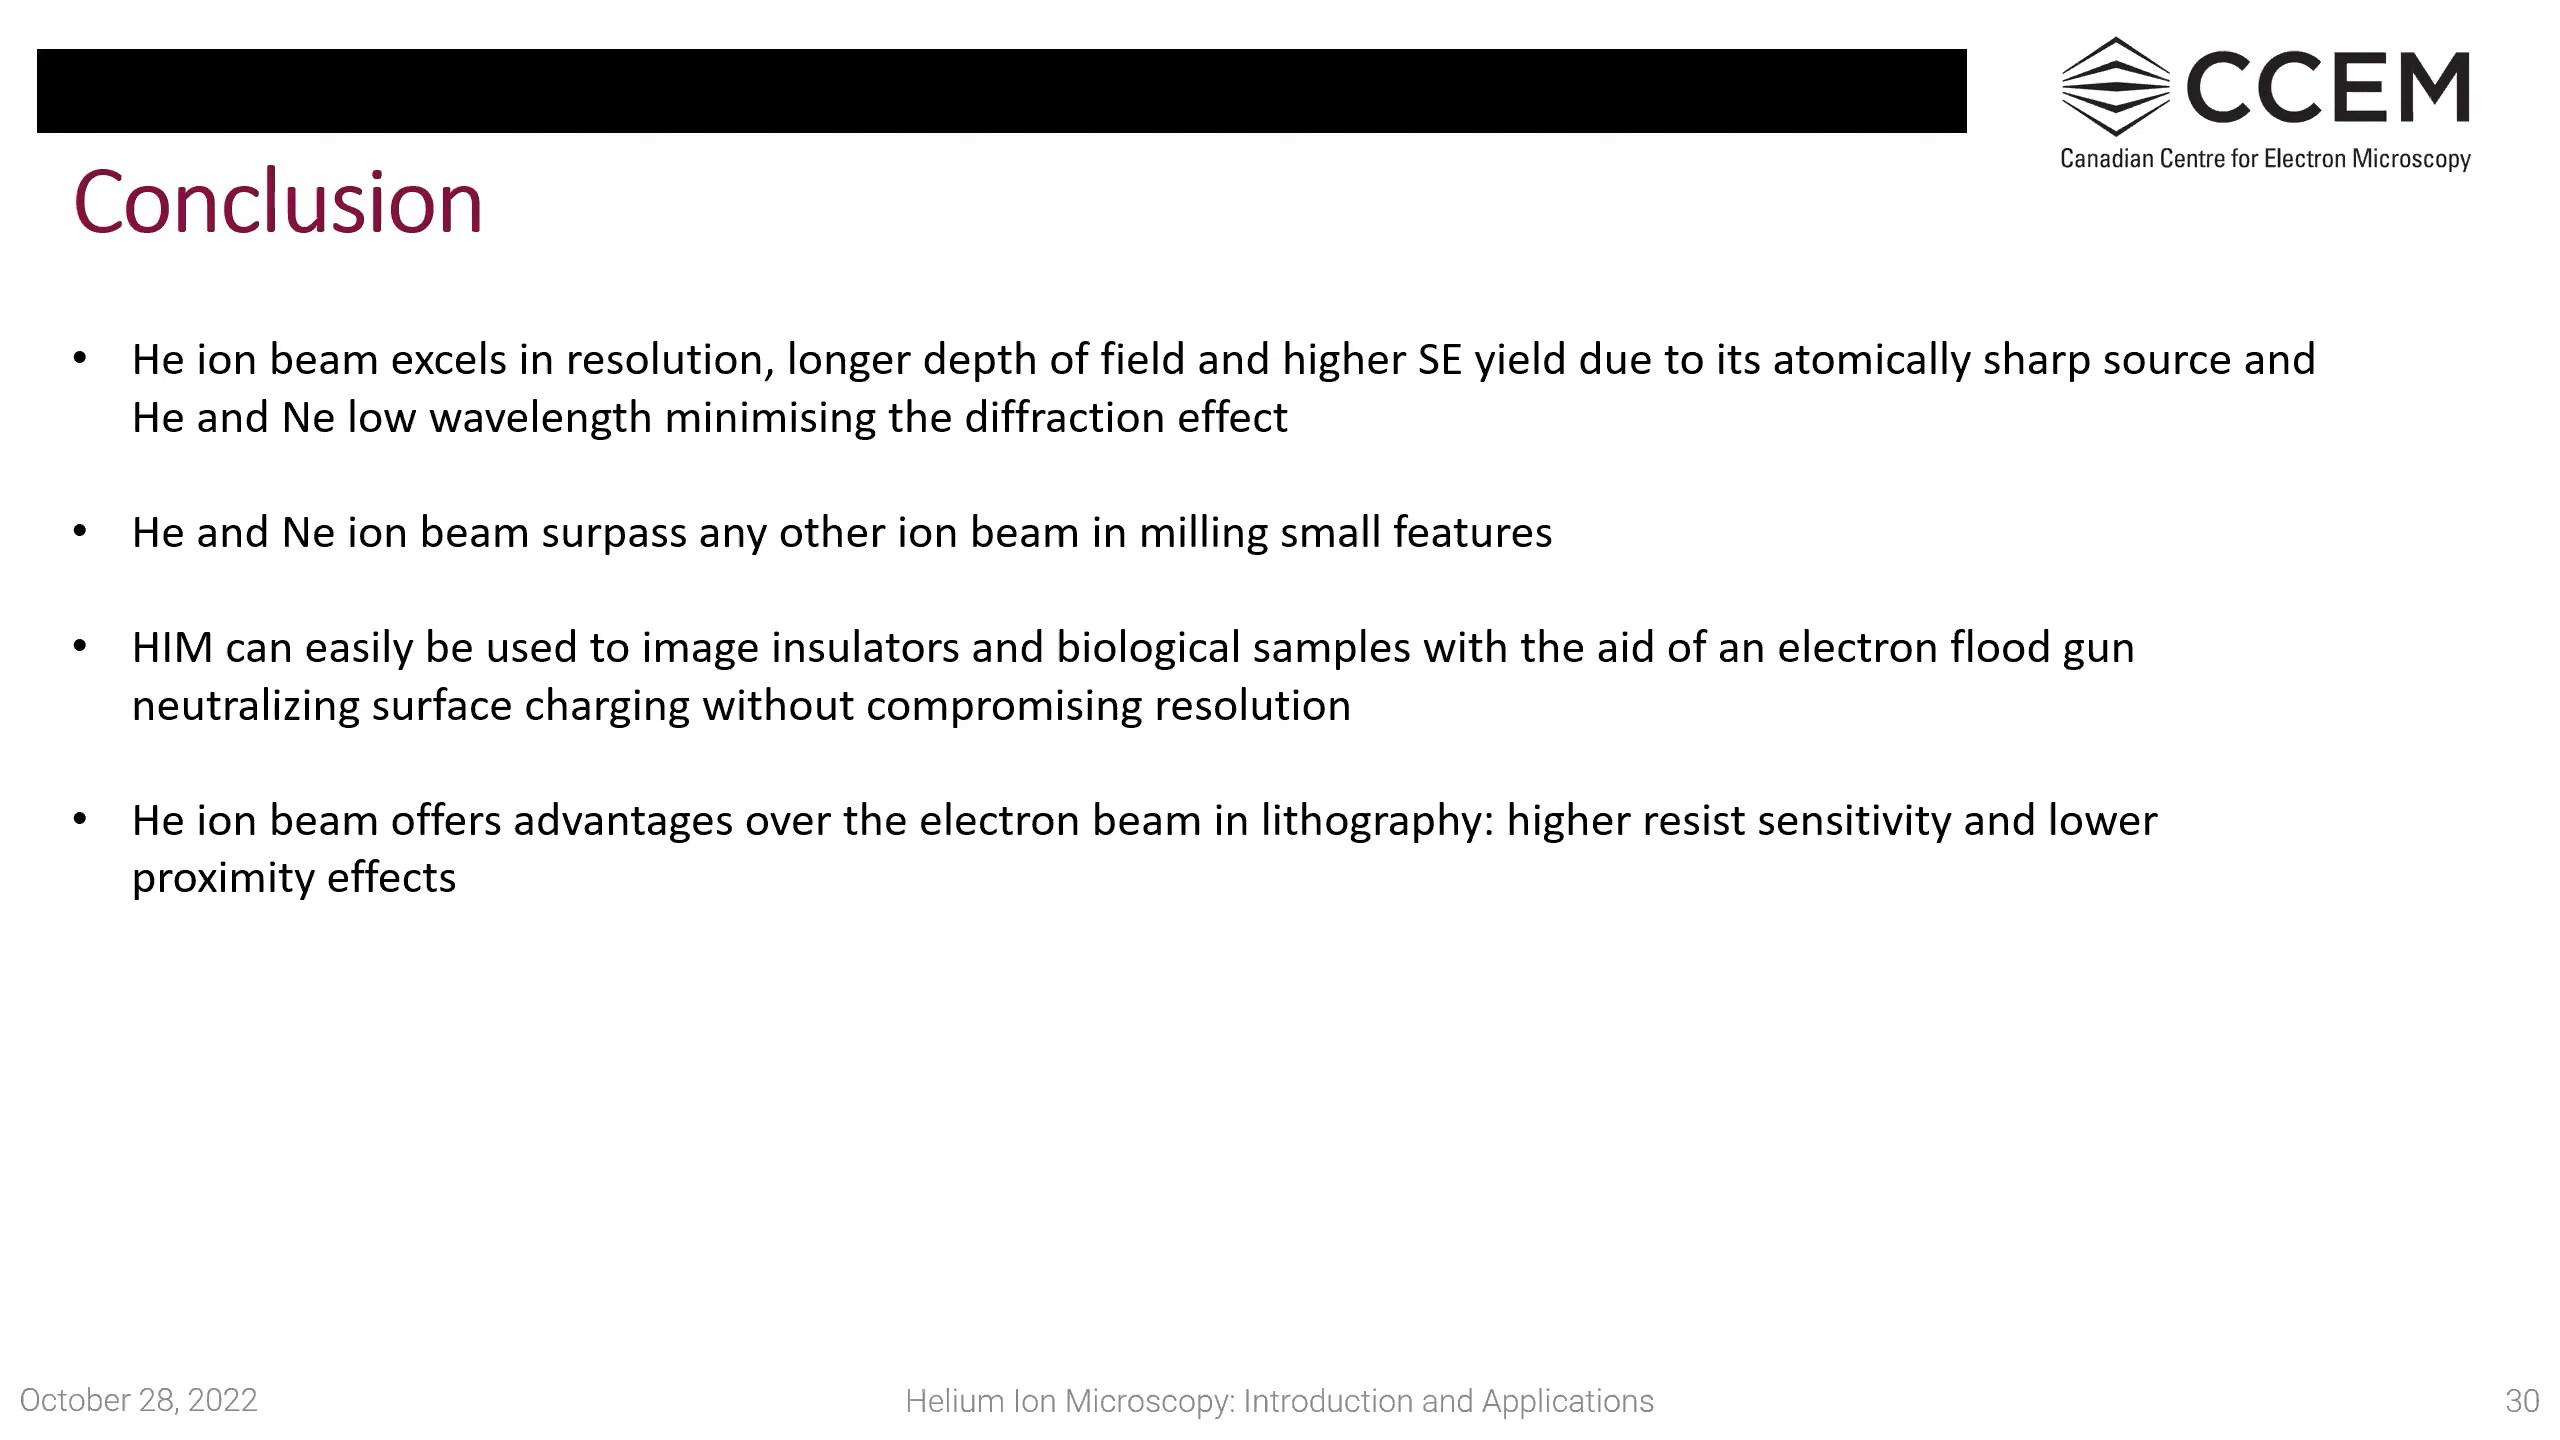 CCEM
Canadian Centre for Electron Microscopy
Conclusion
• He ion beam excels in resolution, longer depth of field and higher SE yield due to its atomically sharp source and
He and Ne low wavelength minimising the diffraction effect
• He and Ne ion beam surpass any other ion beam in milling small features
• HIM can easily be used to image insulators and biological samples with the aid of an electron flood gun
neutralizing surface charging without compromising resolution
• He ion beam offers advantages over the electron beam in lithography: higher resist sensitivity and lower
proximity effects
October 28, 2022
Helium Ion Microscopy: Introduction and Applications
30